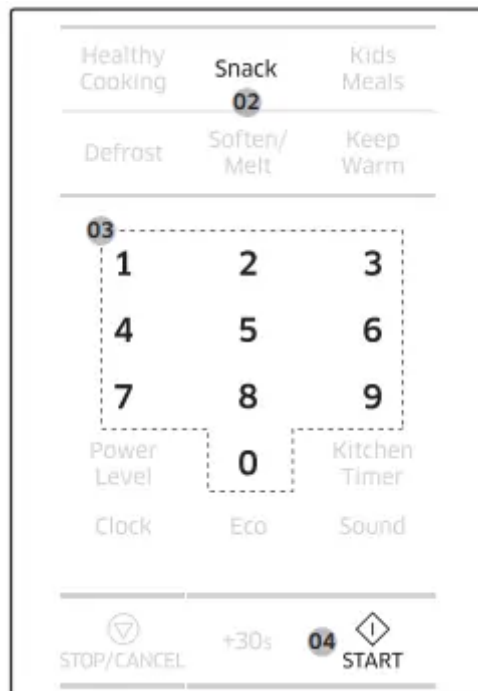 Healthy Cooking
Snack
Kids Meals
02
Defrost
Soften/ Melt
Keep Warm
03
1 2 3
4 5 6
7 8 9
Power Level
0
Kitchen Timer
Clock Eco Sound
STOP/CANCEL
+30s
04
START